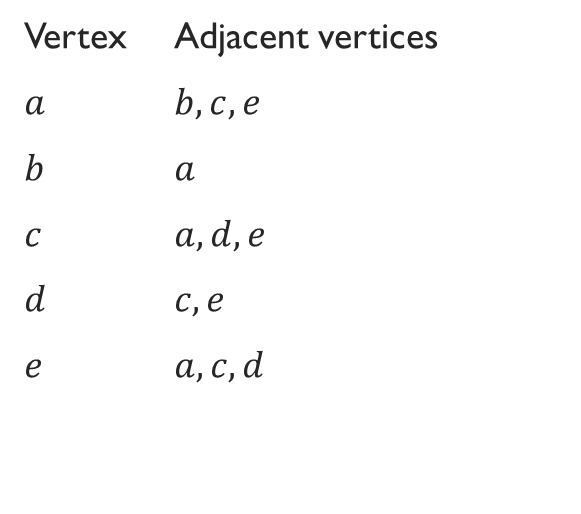 Vertex Adjacent vertices
a b, c, e
b a
c a, d, e
d c, e
e a, c, d